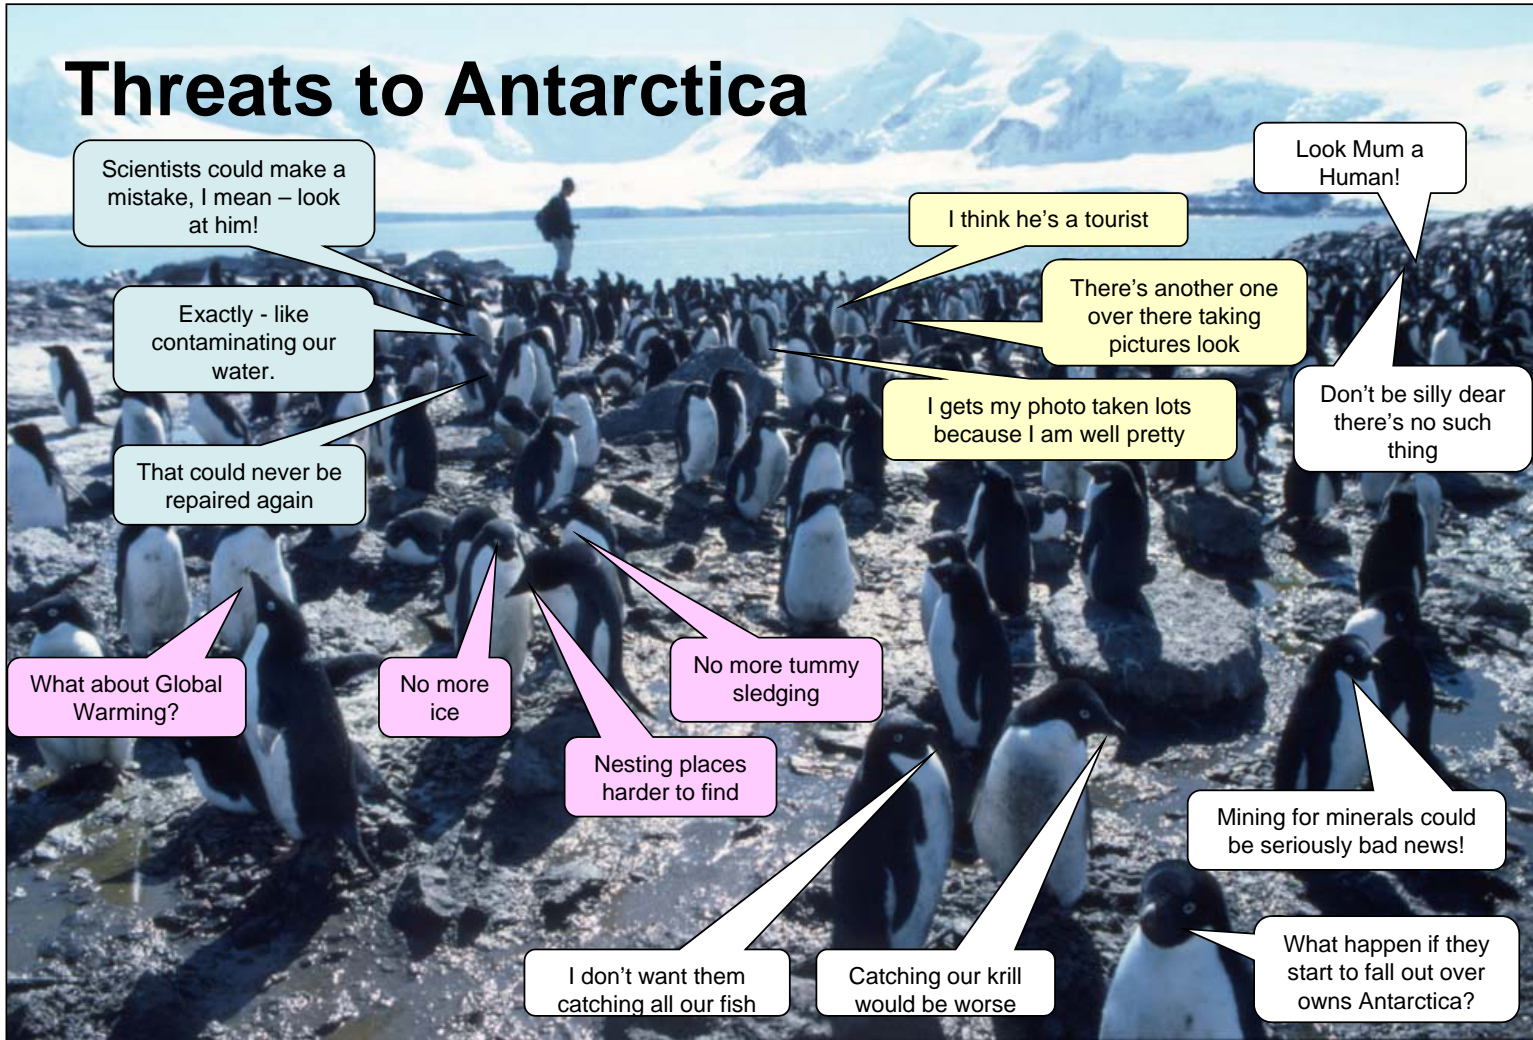 Threats to Antarctica
Scientists could make a
mistake, I mean – look
at him!
Exactly - like
contaminating our
water.
That could never be
repaired again
I think he's a tourist
There's another one
over there taking
pictures look
I gets my photo taken lots
because I am well pretty
Look Mum a
Human!
Don't be silly dear
there's no such
thing
What about Global
Warming?
No more
ice
No more tummy
sledging
Nesting places
harder to find
I don't want them
catching all our fish
Catching our krill
would be worse
Mining for minerals could
be seriously bad news!
What happen if they
start to fall out over
owns Antarctica?